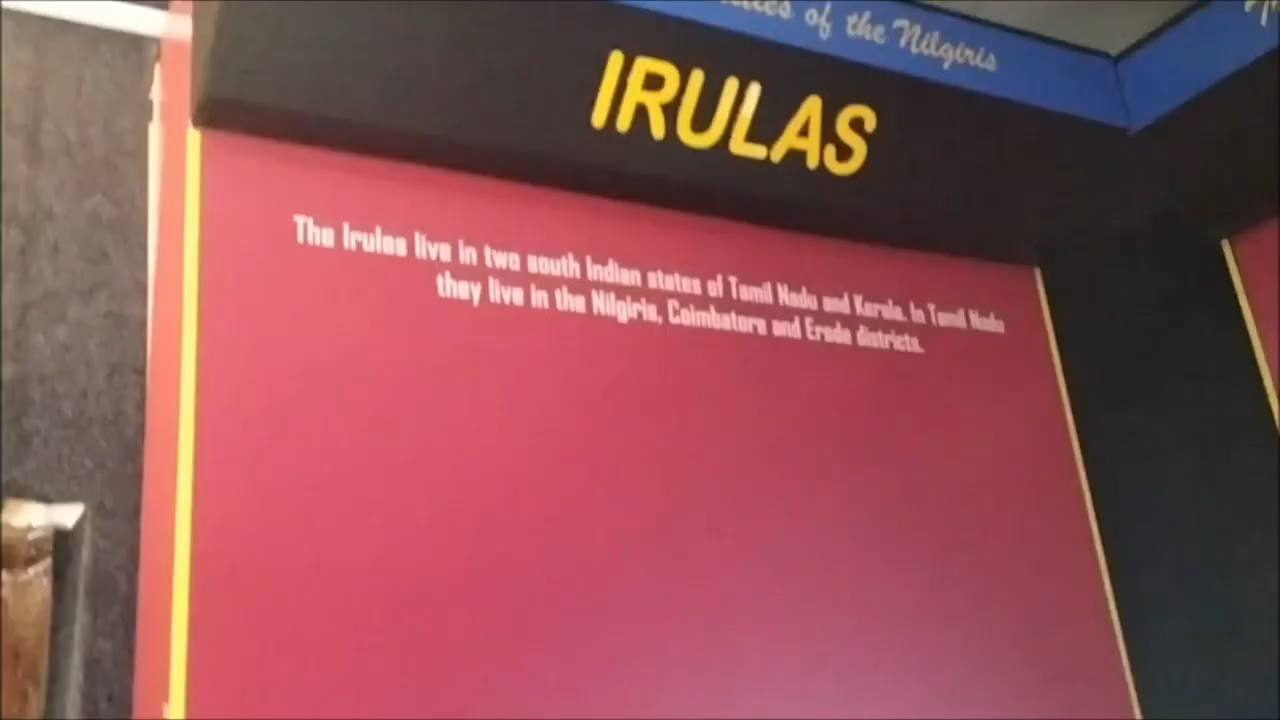 of the Nilgiris
IRULAS
The Irulas live in two south Indian states of Tamil Nadu and Kerala. In Tamil Nadu
they live in the Nilgiris, Coimbatore and Erode districts.